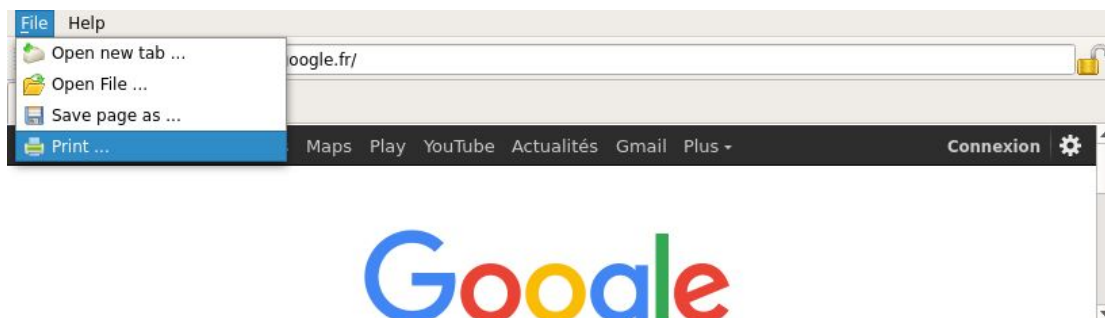 File Help
Open new tab ...
oogle.fr/
Open File ...
Save page as ...
Print ...
Maps Play YouTube Actualités Gmail Plus
Connexion
Google